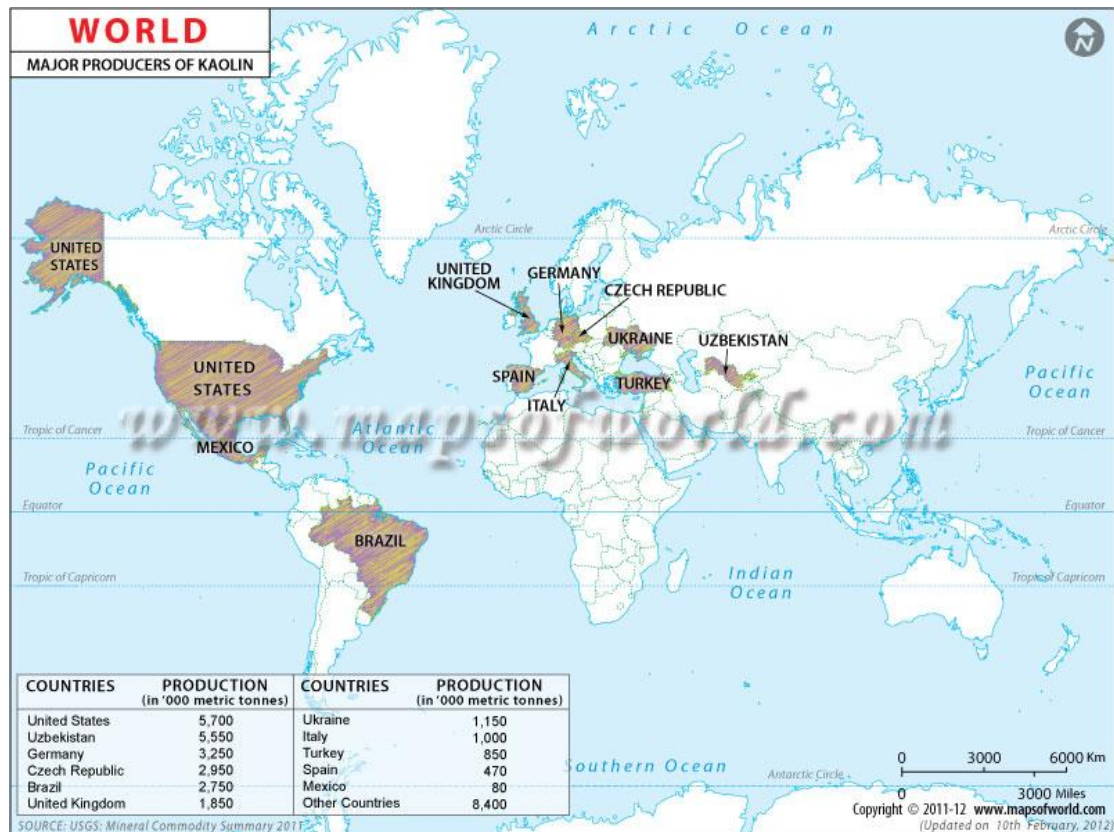 WORLD
MAJOR PRODUCERS OF KAOLIN
Arctic Ocean
N
Arctic Circle
Arctic Circle
UNITED
STATES
UNITED
KINGDOM
GERMANY
CZECH REPUBLIC
UKRAINE
UZBEKISTAN
UNITED
STATES
SPAIN
ITALY
TURKEY
Pacific
Ocean
www.mapsofworld.com
Tropic of Cancer
MEXICO
Atlantic
Ocean
Tropic of Cancer
Pacific
Ocean
Equator
Equator
BRAZIL
Tropic of Capricorn
Indian
Ocean
Tropic of Capricorn
COUNTRIES PRODUCTION COUNTRIES PRODUCTION
(in '000 metric tonnes) (in '000 metric tonnes)
United States 5,700 Ukraine 1,150
Uzbekistan 5,550 Italy 1,000
Germany 3,250 Turkey 850
Czech Republic 2,950 Spain 470
Brazil 2,750 Mexico 80
United Kingdom 1,850 Other Countries 8,400
Southern Ocean
Antarctic Circle
0 3000 6000 Km
0 3000 Miles
Copyright © 2011-12 www.mapsofworld.com
SOURCE: USGS: Mineral Commodity Summary 2011
(Updated on 10th February, 2012)